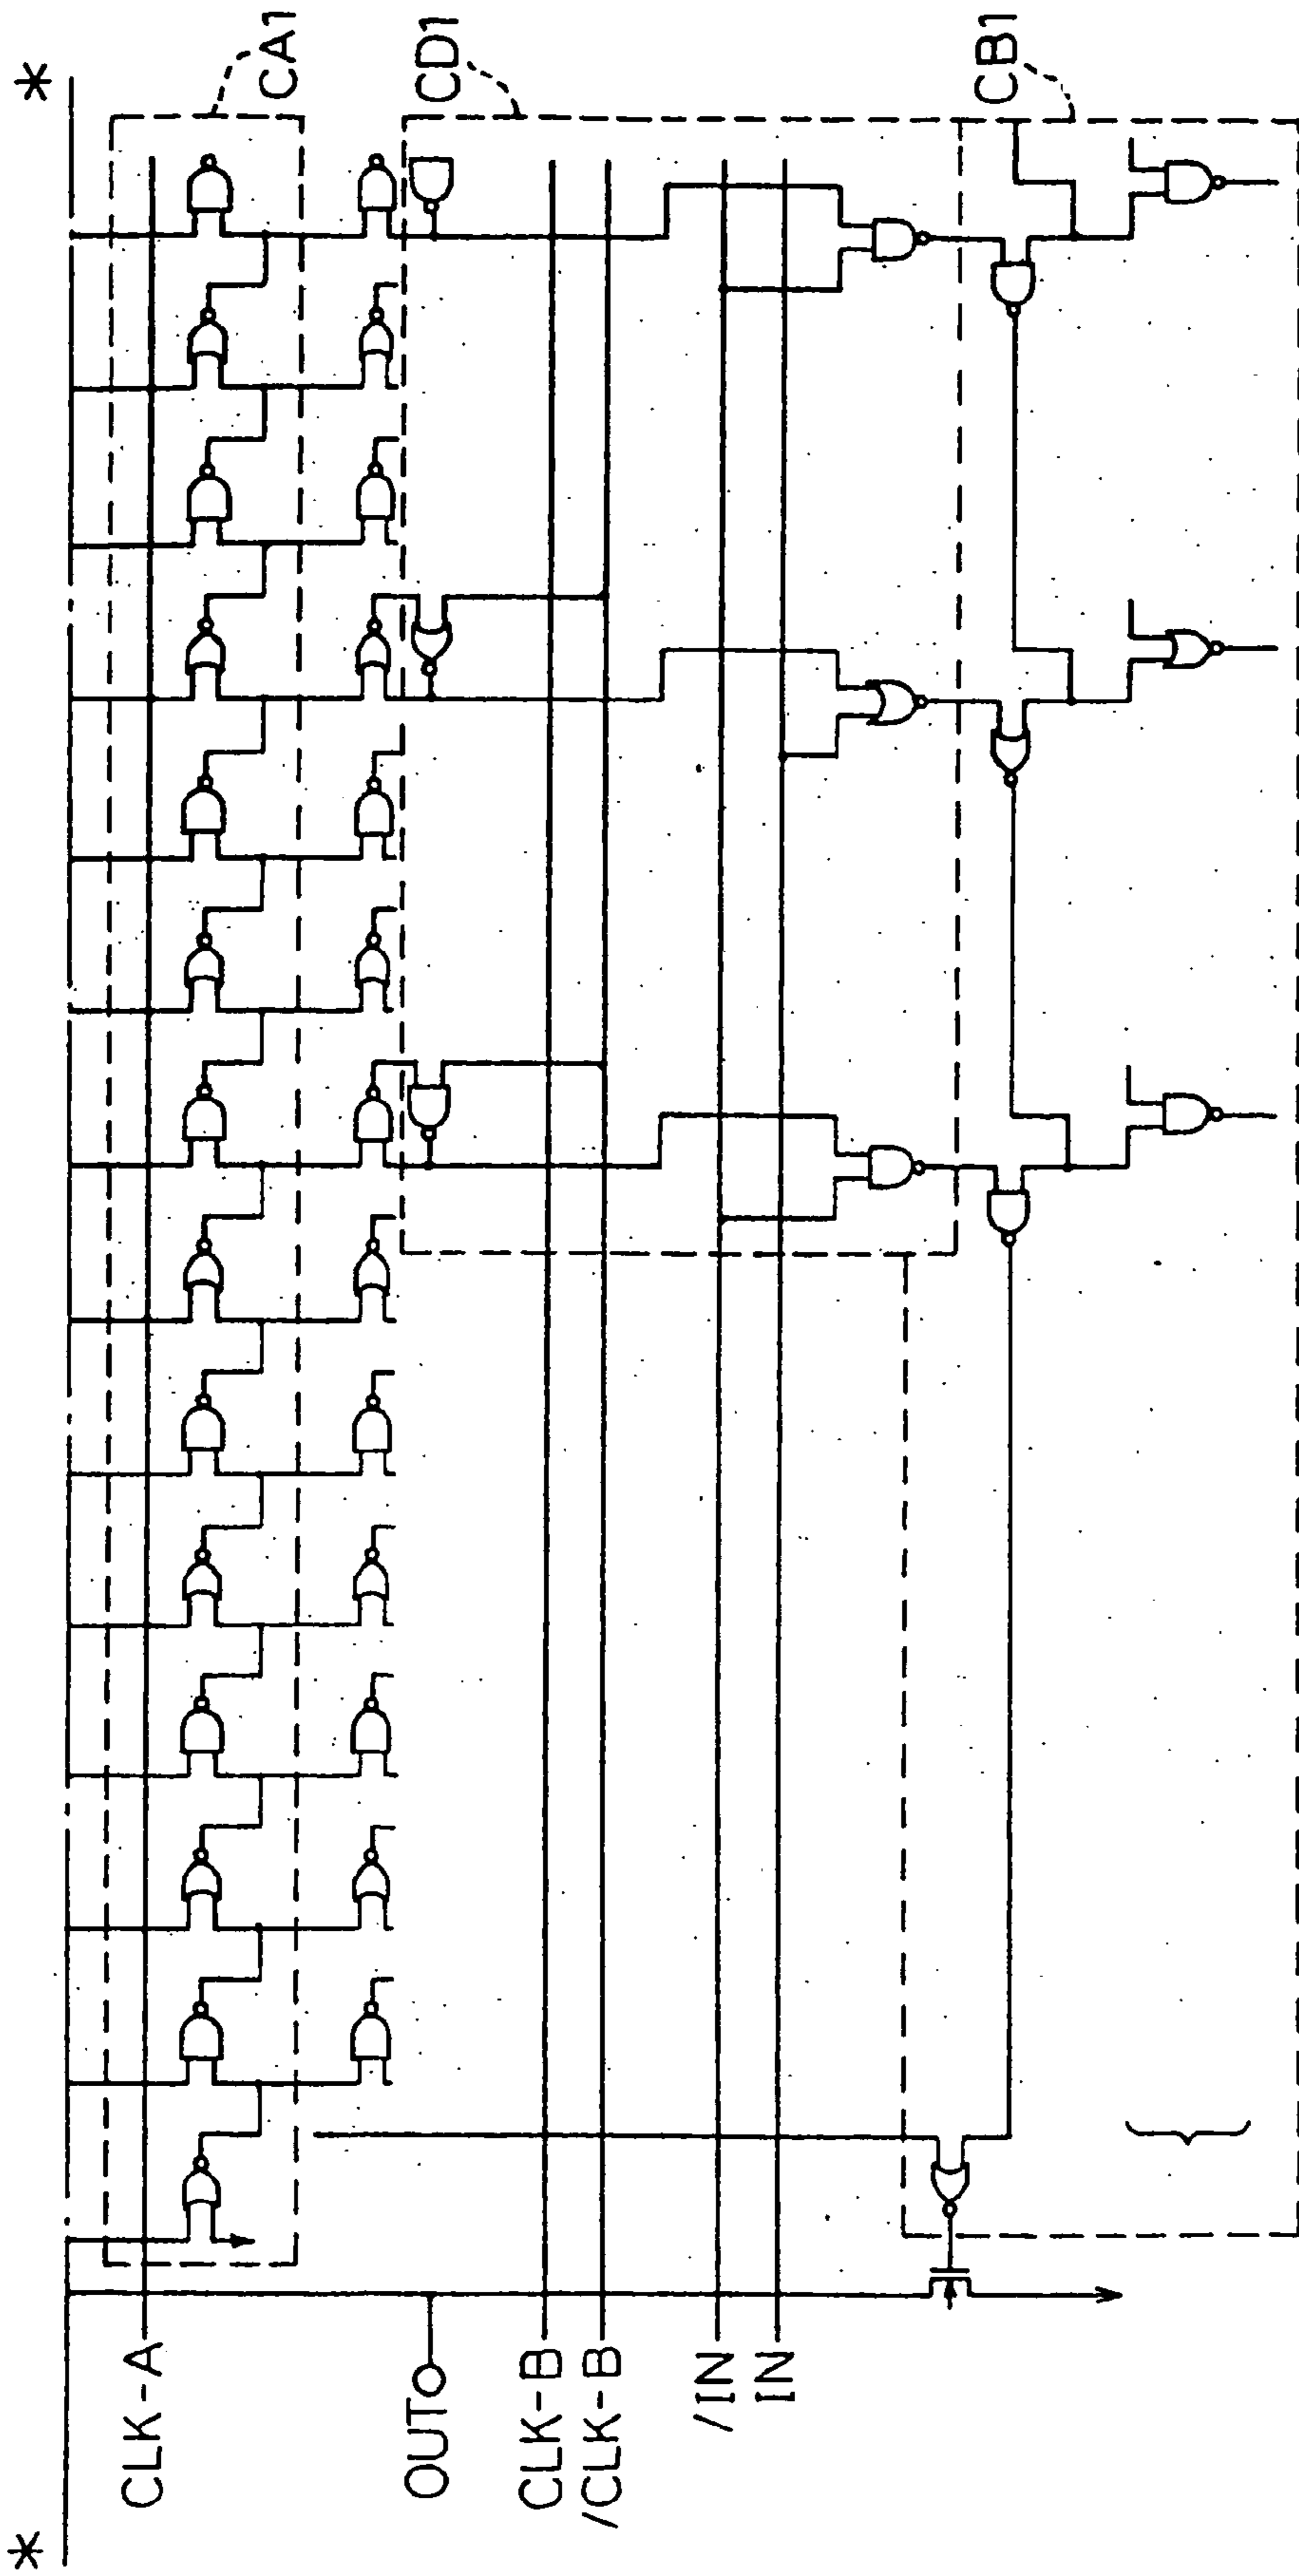 *
*
CA1
CD1
CB1
CLK-A
OUT
CLK-B
/CLK-B
/IN
IN